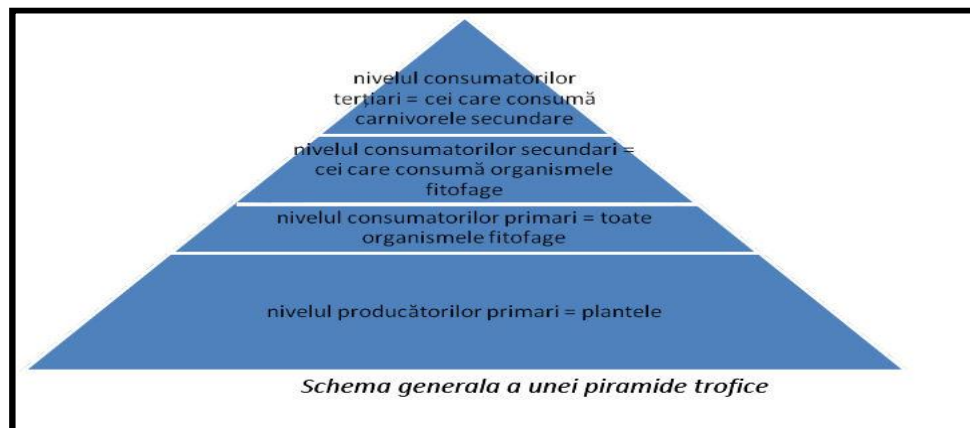 nivelul consumatorilor
terțiari = cei care consumă
carnivorele secundare
nivelul consumatorilor secundari =
cei care consumă organismele
fitofage
nivelul consumatorilor primari = toate
organismele fitofage
nivelul producătorilor primari = plantele
Schema generala a unei piramide trofice